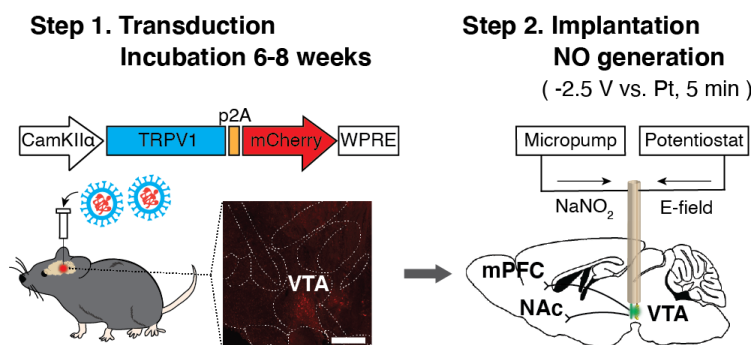 Step 1. Transduction
Incubation 6-8 weeks
p2A
CamKIIα
TRPV1
mCherry
WPRE
VTA
Step 2. Implantation
NO generation
( -2.5 V vs. Pt, 5 min )
Micropump
Potentiostat
NaNO₂
E-field
mPFC
NAc
VTA